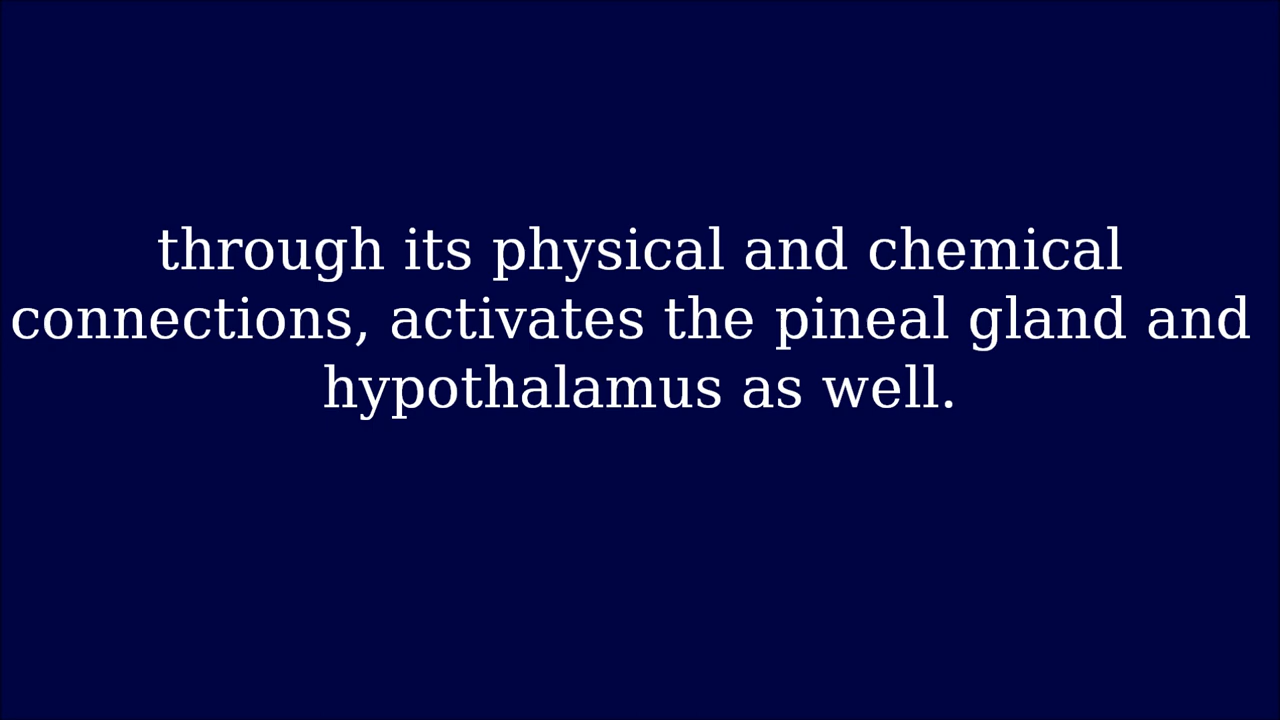 through its physical and chemical
connections, activates the pineal gland and
hypothalamus as well.